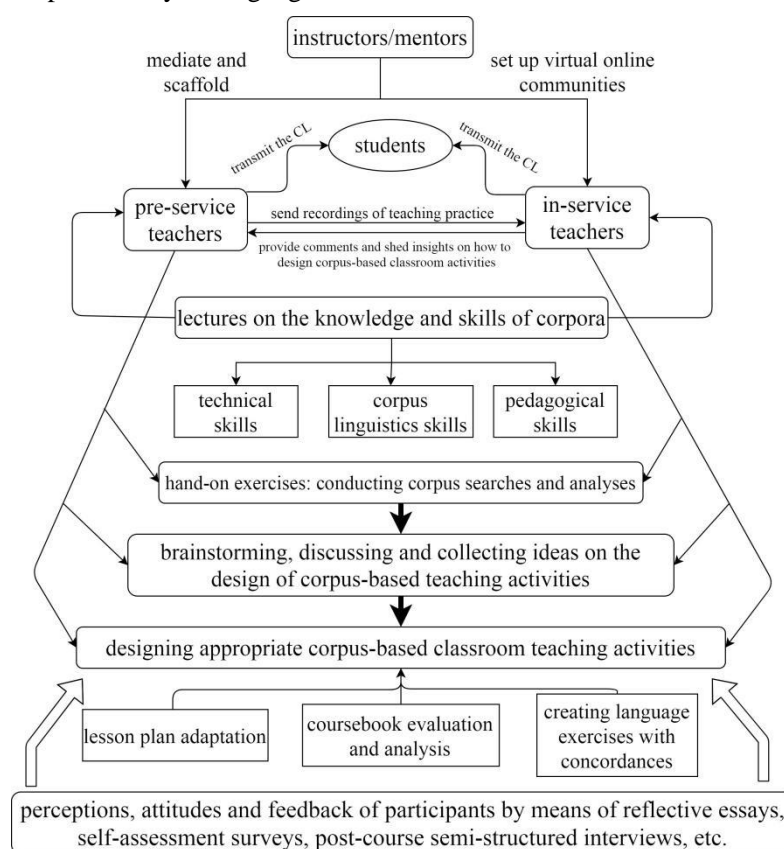 instructors/mentors
mediate and
scaffold
set up virtual online
communities
transmit the CL
students
transmit the CL
pre-service
teachers
send recordings of teaching practice
provide comments and shed insights on how to
design corpus-based classroom activities
in-service
teachers
lectures on the knowledge and skills of corpora
technical
skills
corpus
linguistics skills
pedagogical
skills
hand-on exercises: conducting corpus searches and analyses
brainstorming, discussing and collecting ideas on the
design of corpus-based teaching activities
designing appropriate corpus-based classroom teaching activities
lesson plan adaptation
coursebook evaluation
and analysis
creating language
exercises with
concordances
perceptions, attitudes and feedback of participants by means of reflective essays,
self-assessment surveys, post-course semi-structured interviews, etc.